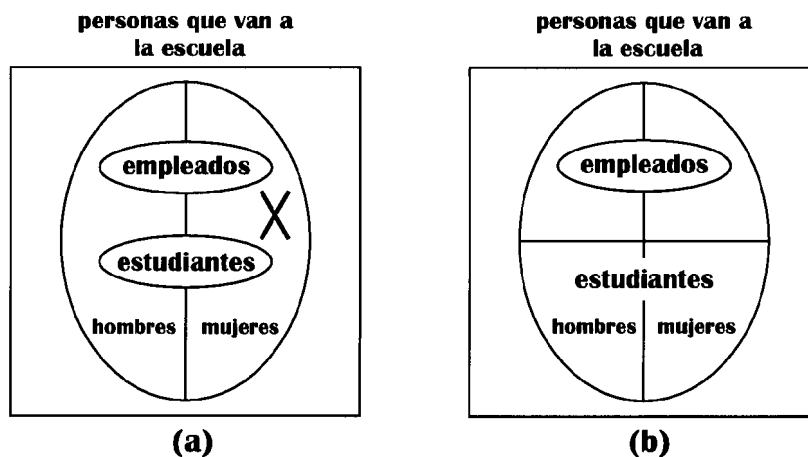 personas que van a
la escuela
empleados
X
estudiantes
hombres
mujeres
(a)
personas que van a
la escuela
empleados
estudiantes
hombres
mujeres
(b)